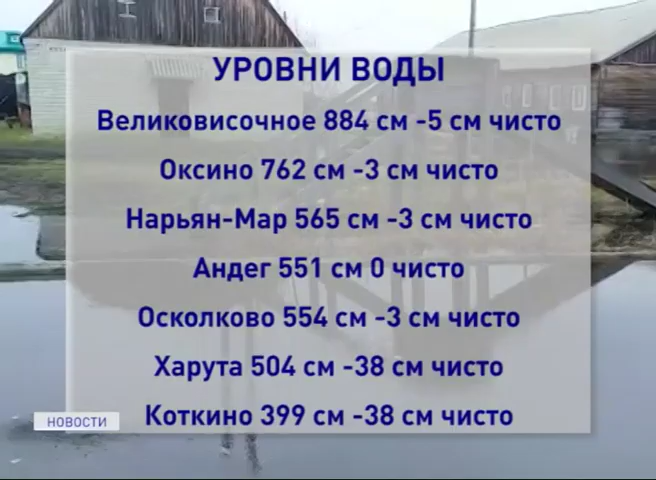 УРОВНИ ВОДЫ
Великовисочное 884 см -5 см чисто
Оксино 762 см -3 см чисто
Нарьян-Мар 565 см -3 см чисто
Андег 551 см 0 чисто
Осколково 554 см -3 см чисто
Харута 504 см -38 см чисто
Коткино 399 см -38 см чисто
НОВОСТИ